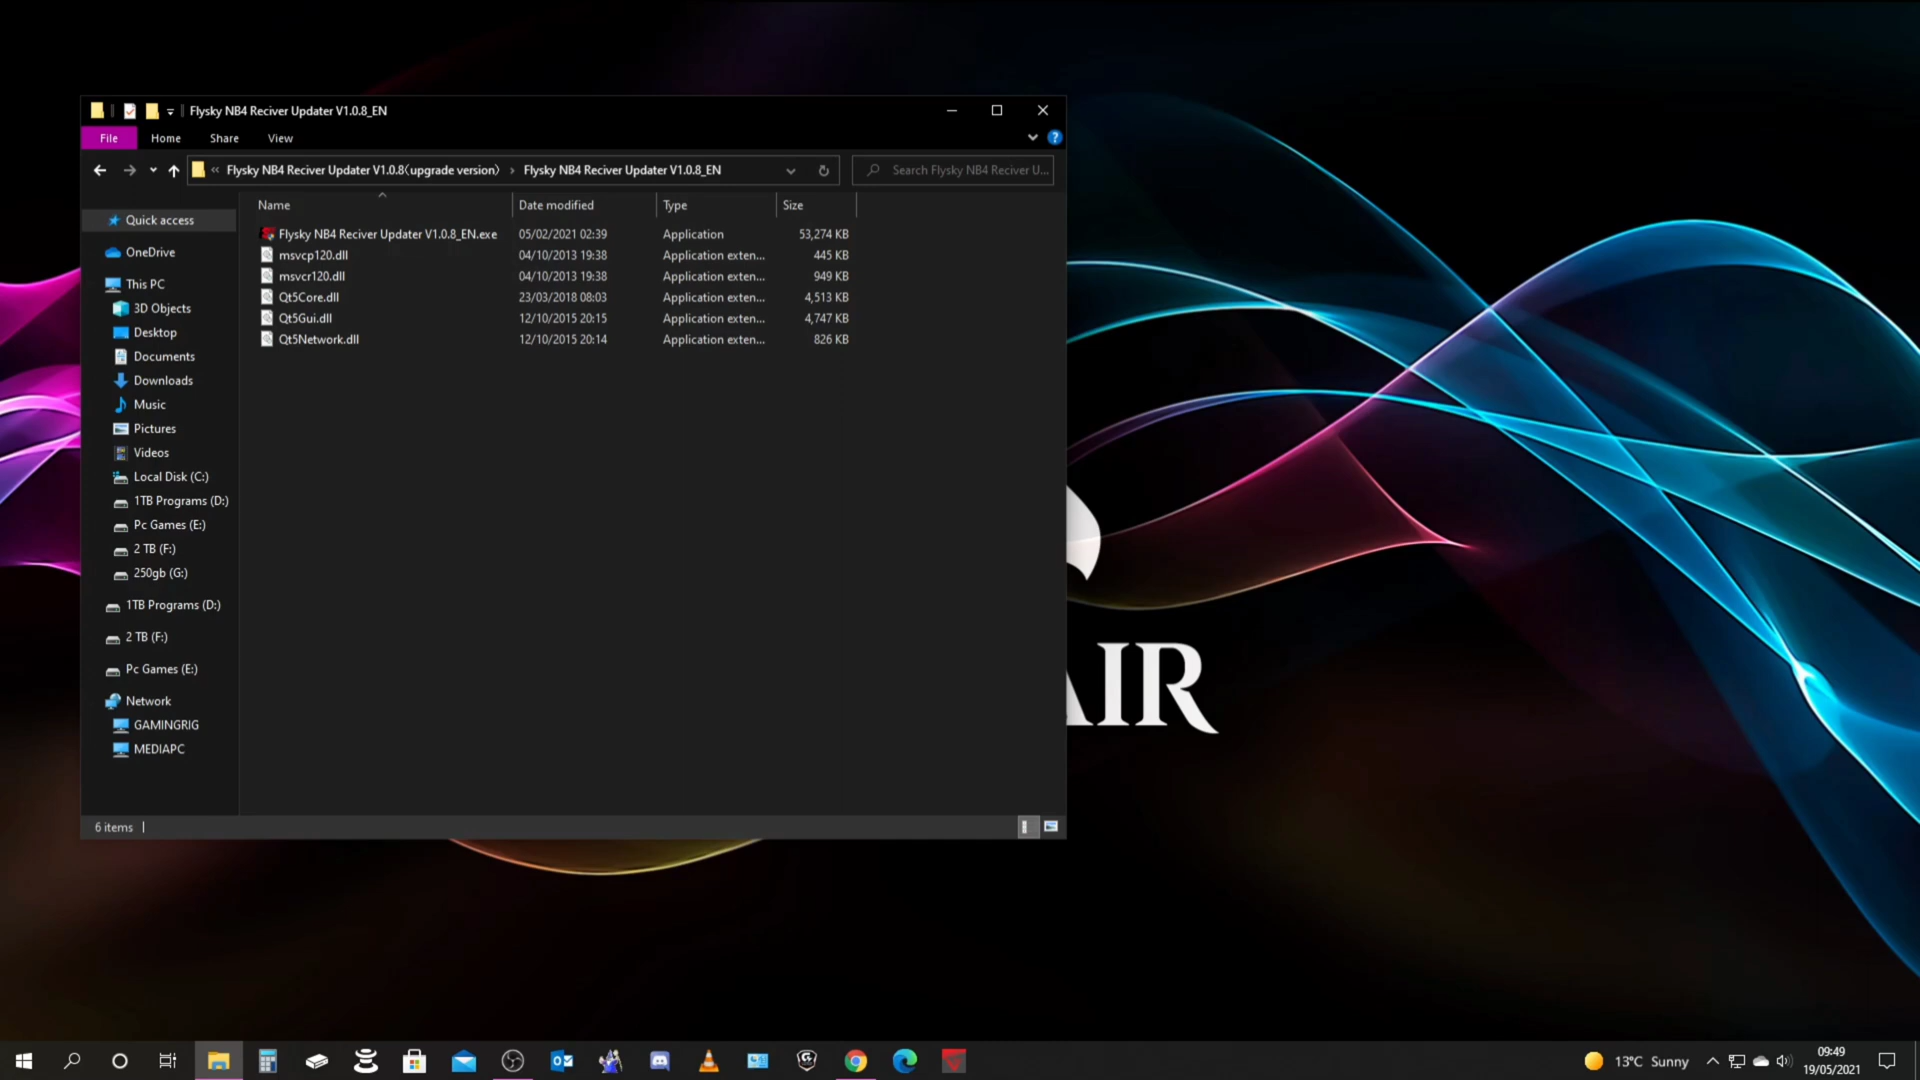 Flysky NB4 Reciver Updater V1.0.8_EN
File Home Share View
« Flysky NB4 Reciver Updater V1.0.8(upgrade version) › Flysky NB4 Reciver Updater V1.0.8_EN
Search Flysky NB4 Reciver U...
Name Date modified Type Size
Flysky NB4 Reciver Updater V1.0.8_EN.exe 05/02/2021 02:39 Application 53,274 KB
msvcp120.dll 04/10/2013 19:38 Application exten... 445 KB
msvcr120.dll 04/10/2013 19:38 Application exten... 949 KB
Qt5Core.dll 23/03/2018 08:03 Application exten... 4,513 KB
Qt5Gui.dll 12/10/2015 20:15 Application exten... 4,747 KB
Qt5Network.dll 12/10/2015 20:14 Application exten... 826 KB
Quick access
OneDrive
This PC
3D Objects
Desktop
Documents
Downloads
Music
Pictures
Videos
Local Disk (C:)
1TB Programs (D:)
Pc Games (E:)
2 TB (F:)
250gb (G:)
1TB Programs (D:)
2 TB (F:)
Pc Games (E:)
Network
GAMINGRIG
MEDIAPC
6 items
AIR
13°C Sunny
09:49
19/05/2021